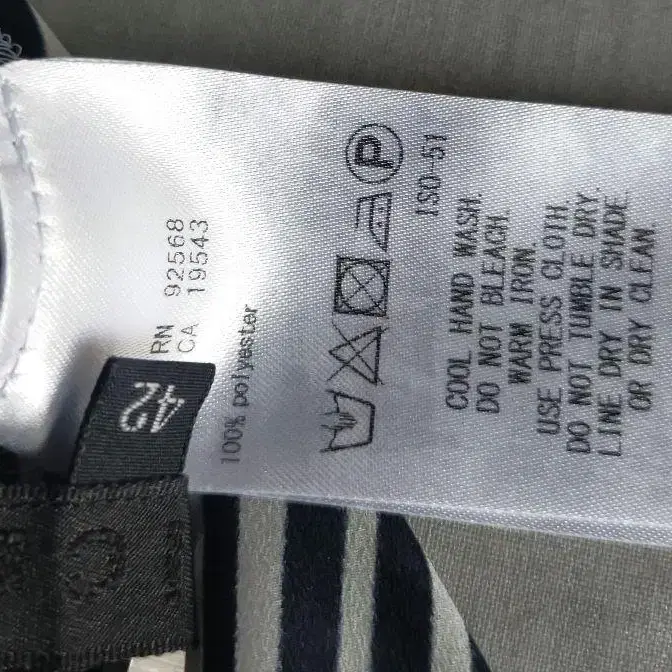 RN 92568
CA 19543
42
100% polyester
P
ISO-51
COOL HAND WASH.
DO NOT BLEACH.
WARM IRON.
USE PRESS CLOTH.
DO NOT TUMBLE DRY.
LINE DRY IN SHADE.
OR DRY CLEAN